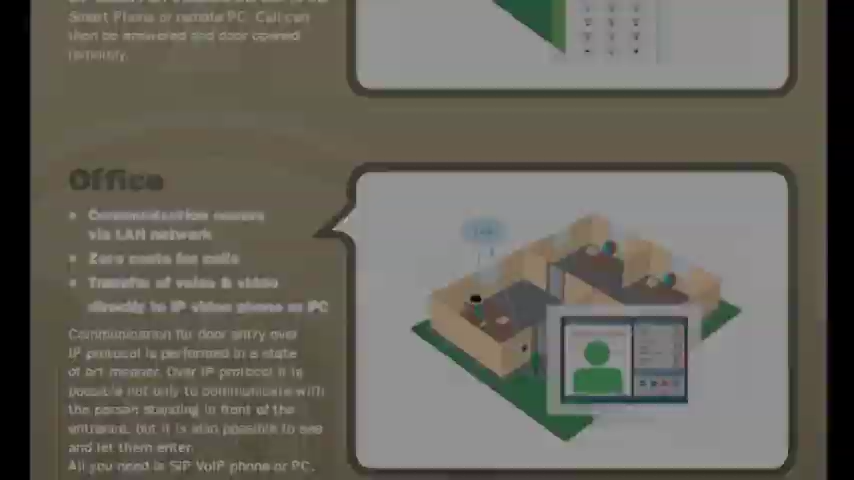 Smart Phone or remote PC. Call can
then be answered and door opened
remotely.
Office
• Communication comes
via LAN network
• Zero costs for calls
• Transfer of voice & video
directly to IP video phone or PC
Communication for door entry over
IP protocol is performed in a state
of art manner. Over IP protocol it is
possible not only to communicate with
the person standing in front of the
entrance, but it is also possible to see
and let them enter.
All you need is SIP VoIP phone or PC.